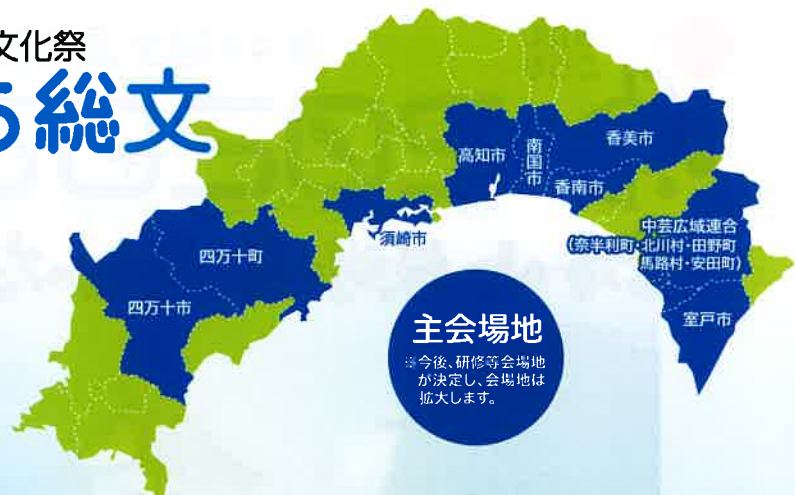 文化祭
総文
高知市
南国市
香美市
香南市
須崎市
中芸広域連合
(奈半利町・北川村・田野町
馬路村・安田町)
室戸市
四万十町
四万十市
主会場地
※今後、研修等会場地
が決定し、会場地は
拡大します。